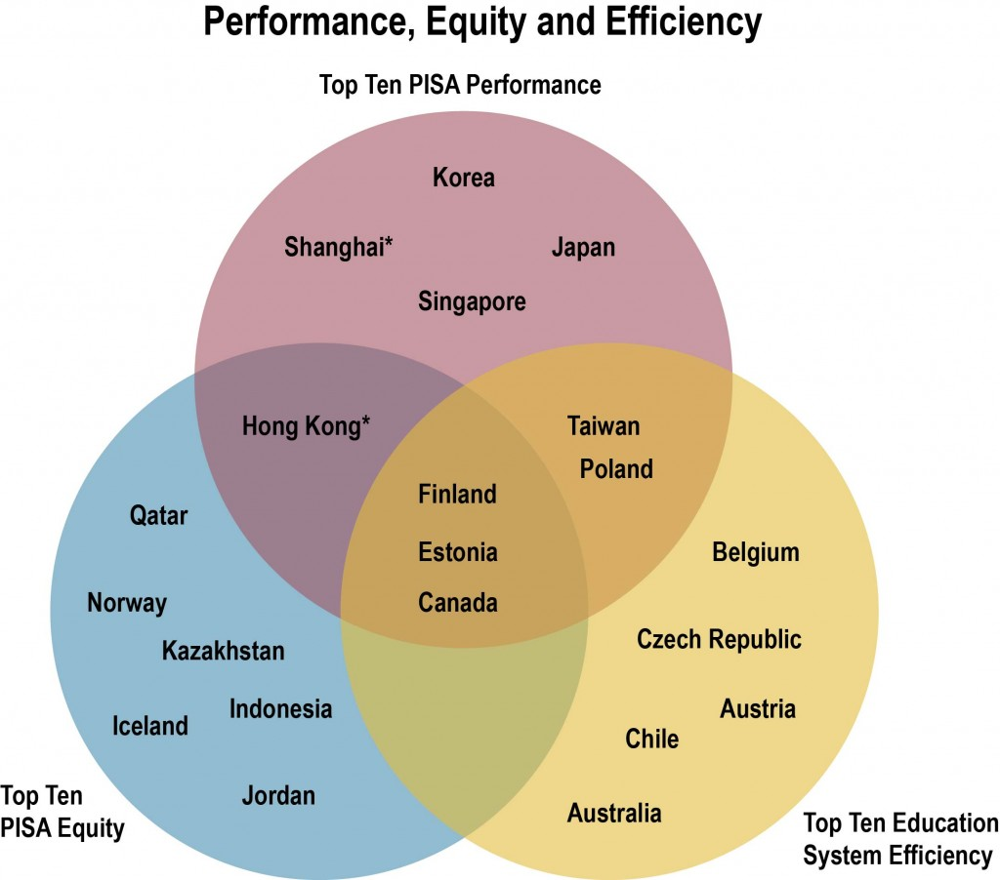 Performance, Equity and Efficiency
Top Ten PISA Performance
Korea
Shanghai*
Japan
Singapore
Hong Kong*
Taiwan
Poland
Finland
Qatar
Estonia
Belgium
Norway
Canada
Czech Republic
Kazakhstan
Indonesia
Austria
Iceland
Chile
Jordan
Australia
Top Ten
PISA Equity
Top Ten Education
System Efficiency